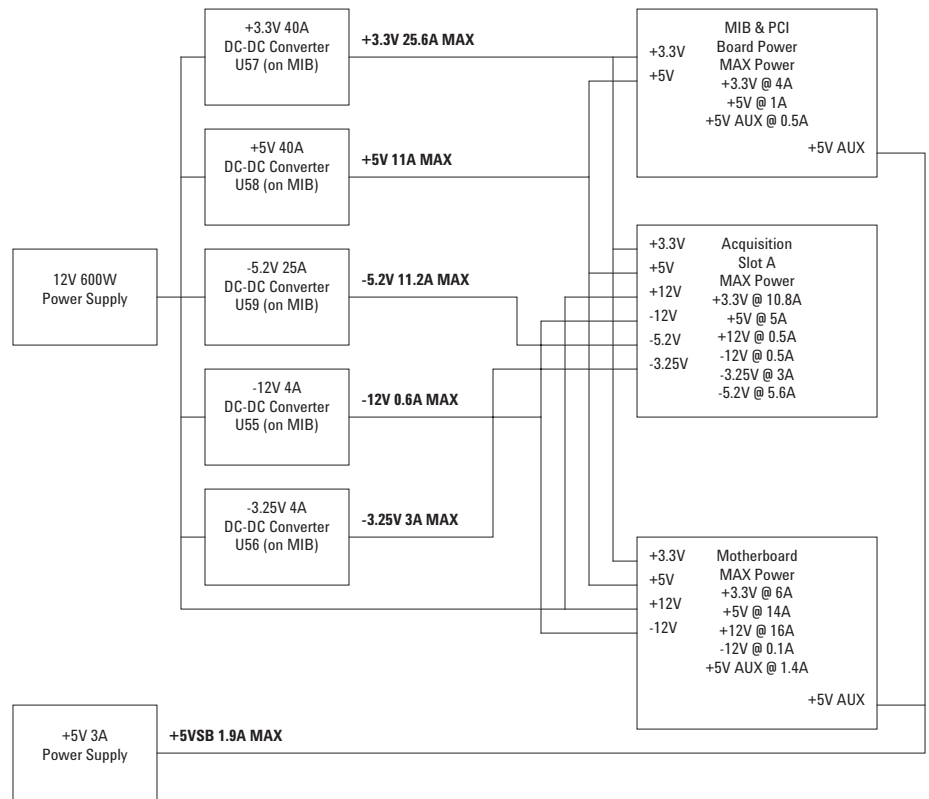 +3.3V 40A
DC-DC Converter
U57 (on MIB)
+3.3V 25.6A MAX
+5V 40A
DC-DC Converter
U58 (on MIB)
+5V 11A MAX
12V 600W
Power Supply
-5.2V 25A
DC-DC Converter
U59 (on MIB)
-5.2V 11.2A MAX
-12V 4A
DC-DC Converter
U55 (on MIB)
-12V 0.6A MAX
-3.25V 4A
DC-DC Converter
U56 (on MIB)
-3.25V 3A MAX
+5V 3A
Power Supply
+5VSB 1.9A MAX
+3.3V
+5V
MIB & PCI
Board Power
MAX Power
+3.3V @ 4A
+5V @ 1A
+5V AUX @ 0.5A
+5V AUX
+3.3V
+5V
+12V
-12V
-5.2V
-3.25V
Acquisition
Slot A
MAX Power
+3.3V @ 10.8A
+5V @ 5A
+12V @ 0.5A
-12V @ 0.5A
-3.25V @ 3A
-5.2V @ 5.6A
+3.3V
+5V
+12V
-12V
Motherboard
MAX Power
+3.3V @ 6A
+5V @ 14A
+12V @ 16A
-12V @ 0.1A
+5V AUX @ 1.4A
+5V AUX